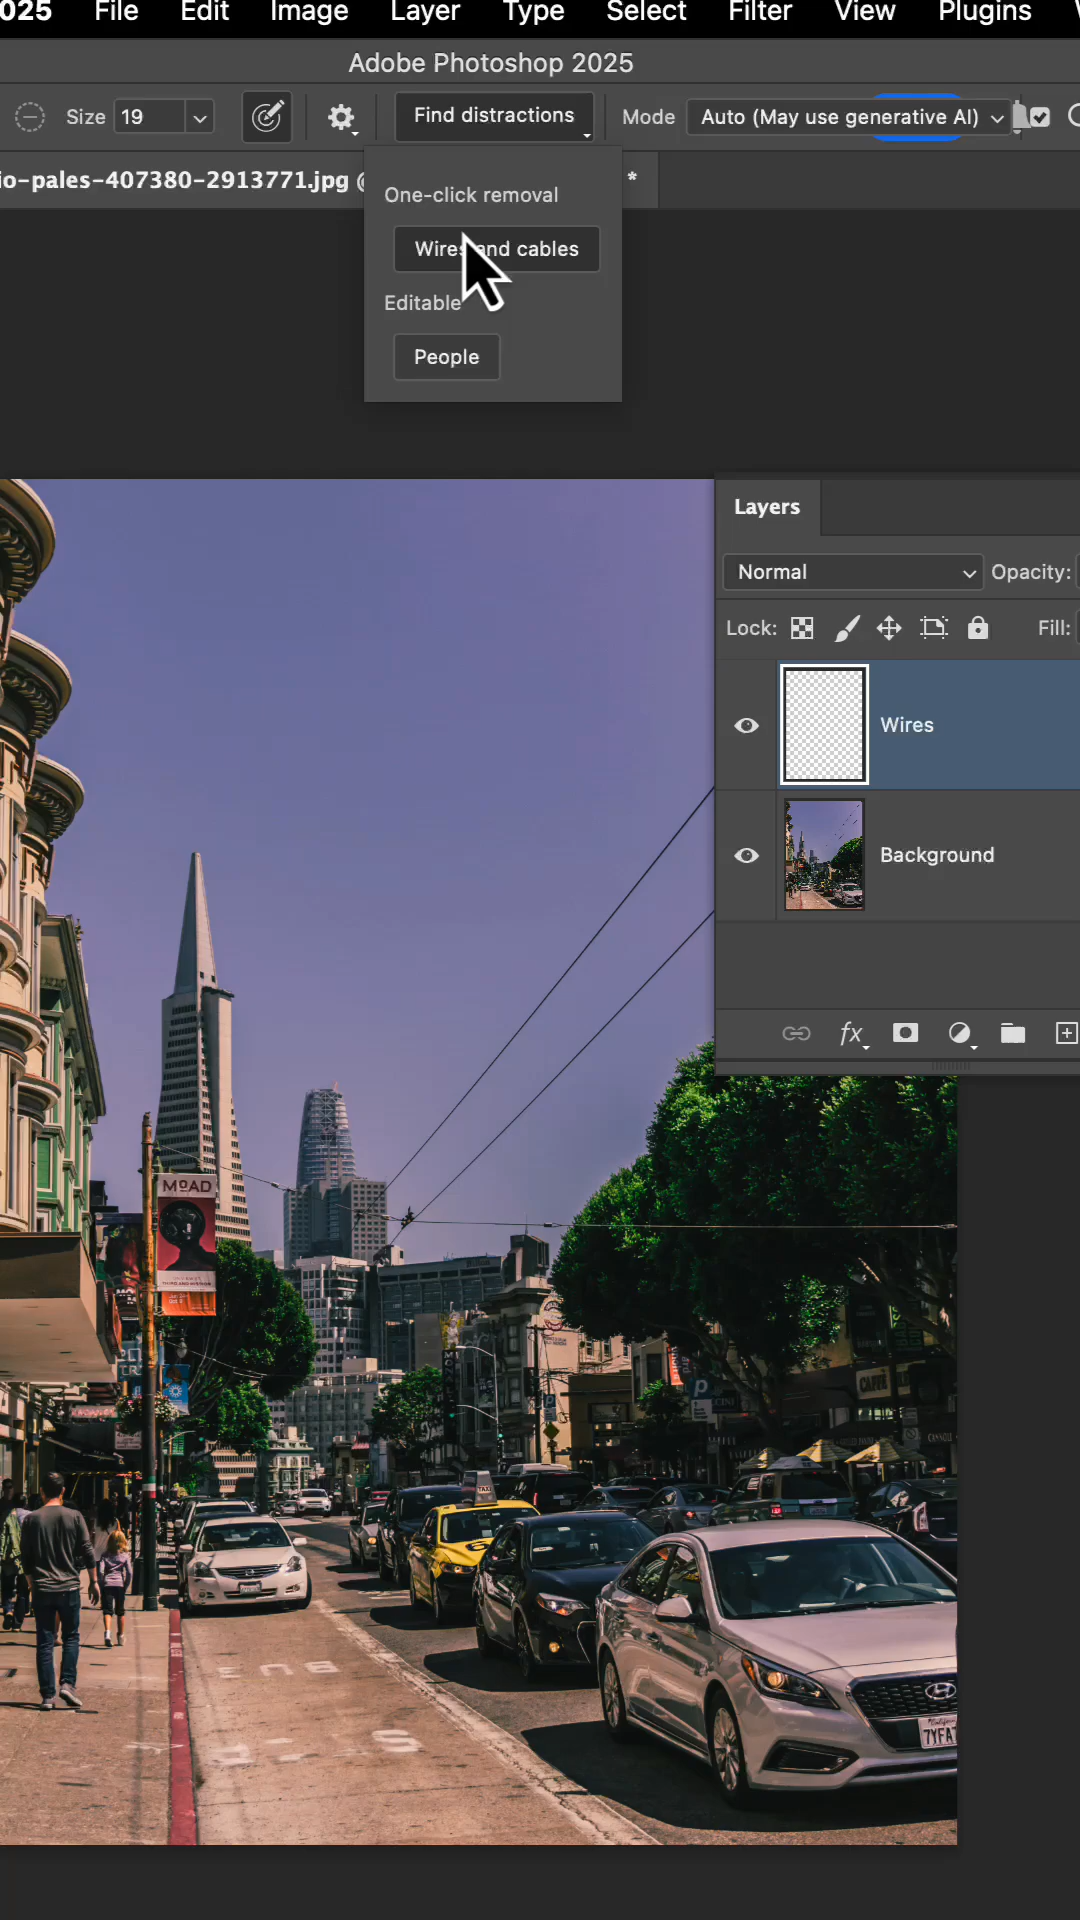 025 File Edit Image Layer Type Select Filter View Plugins
Adobe Photoshop 2025
Size 19 Find distractions Mode Auto (May use generative AI)
io-pales-407380-2913771.jpg @ *
One-click removal
Wires and cables
Editable
People
Layers
Normal Opacity:
Lock: Fill:
Wires
Background
fx
MOAD
TAXI
CAFFE
7YFA